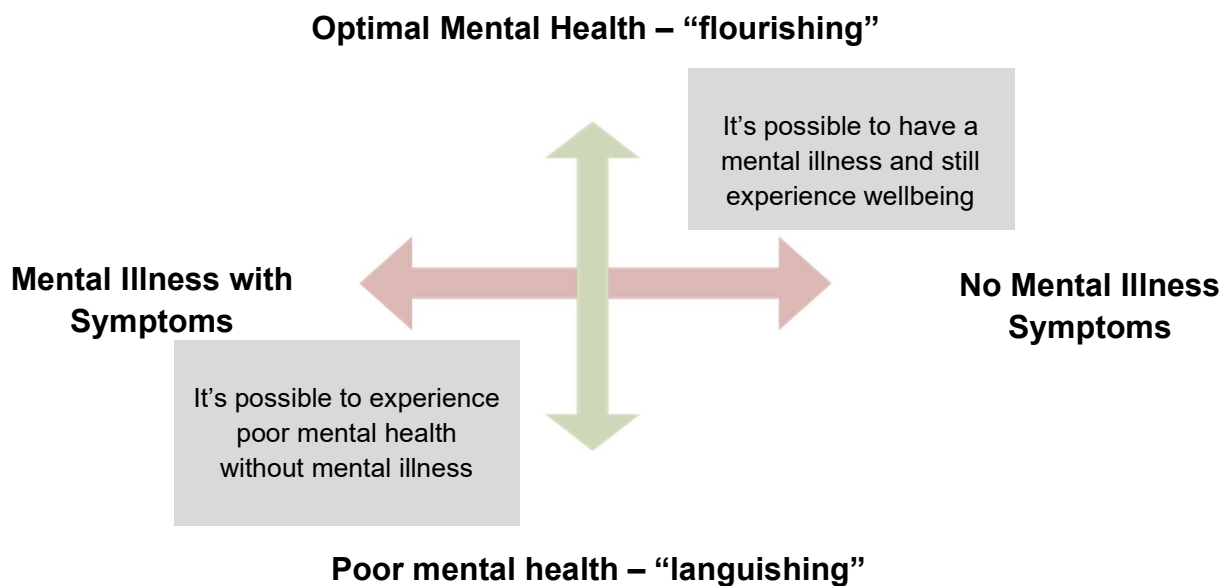 Optimal Mental Health – “flourishing”
It’s possible to have a
mental illness and still
experience wellbeing
Mental Illness with
Symptoms
No Mental Illness
Symptoms
It’s possible to experience
poor mental health
without mental illness
Poor mental health – “languishing”